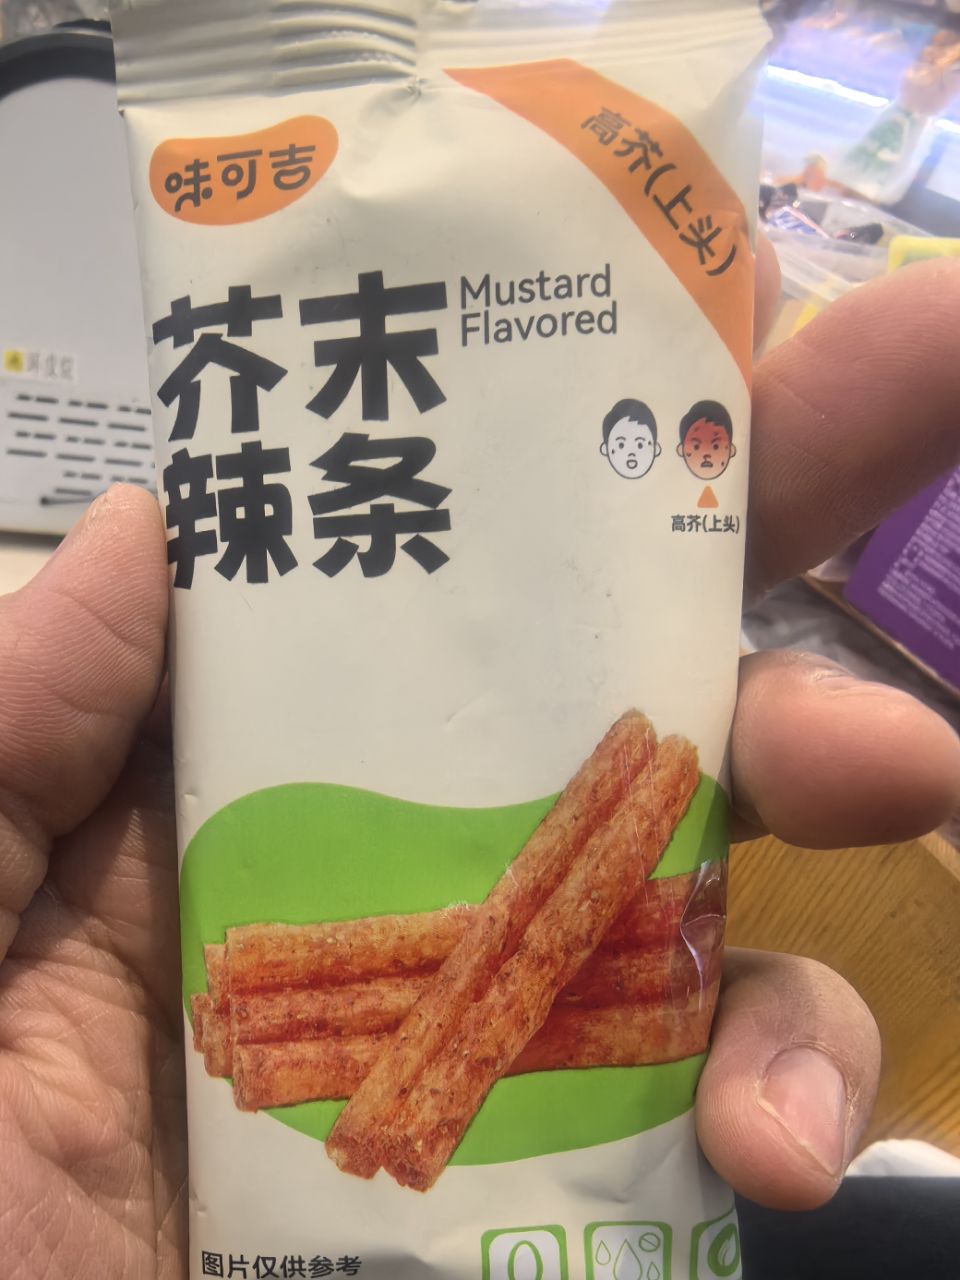 味可吉
高芥(上头)
芥末
辣条
Mustard
Flavored
高芥(上头)
图片仅供参考